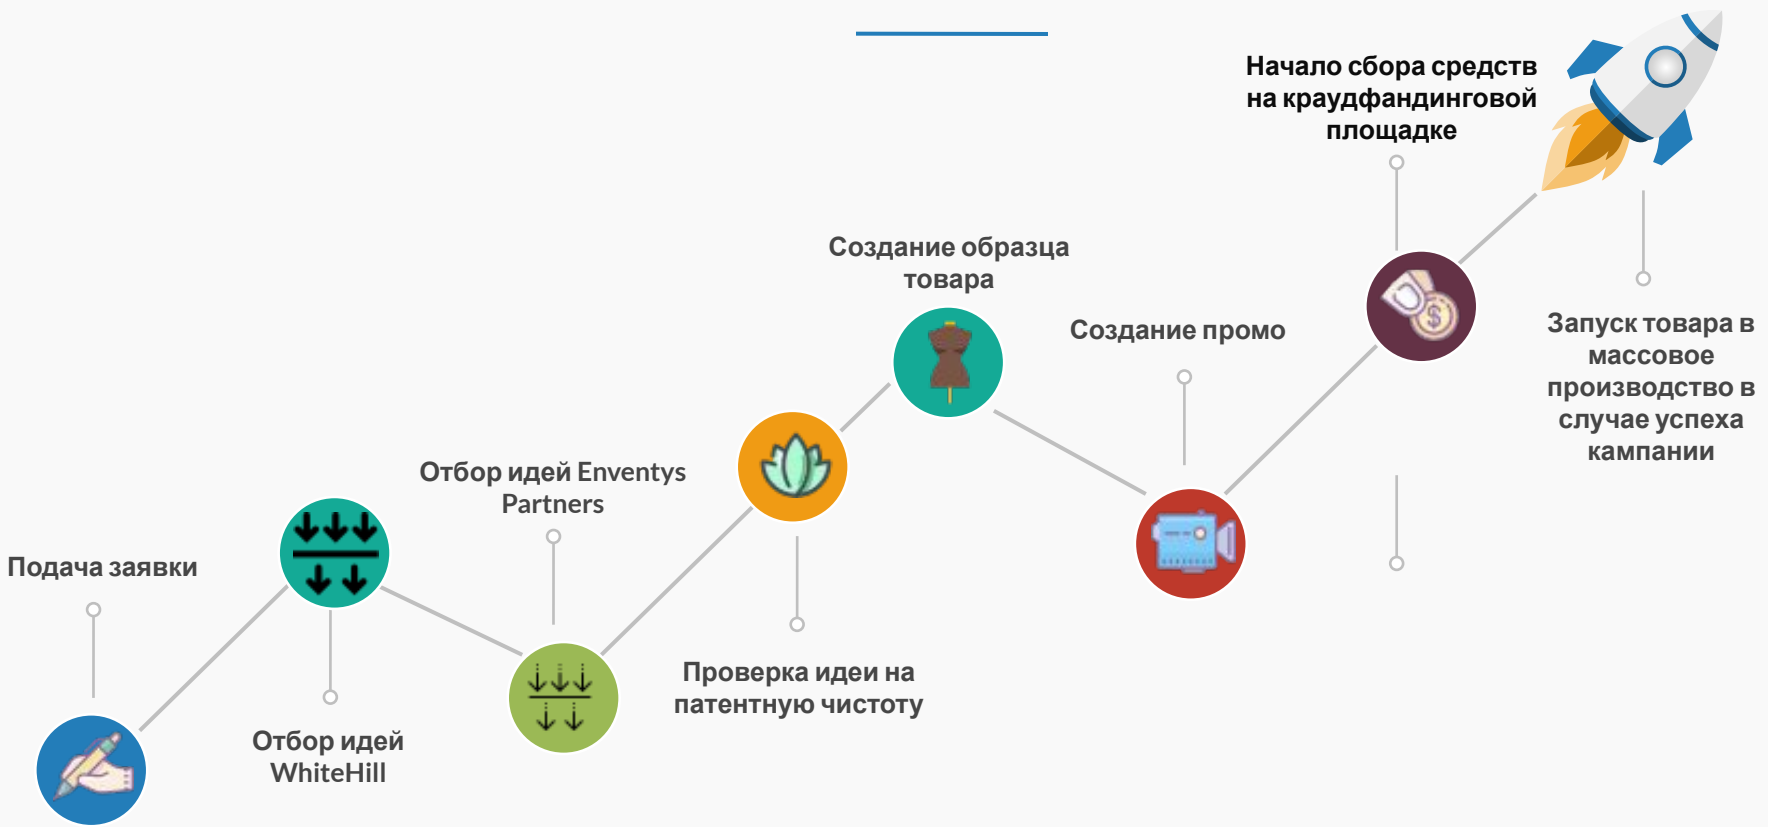 Подача заявки
Отбор идей
WhiteHill
Отбор идей Enventys
Partners
Проверка идеи на
патентную чистоту
Создание образца
товара
Создание промо
Начало сбора средств
на краудфандинговой
площадке
Запуск товара в
массовое
производство в
случае успеха
кампании